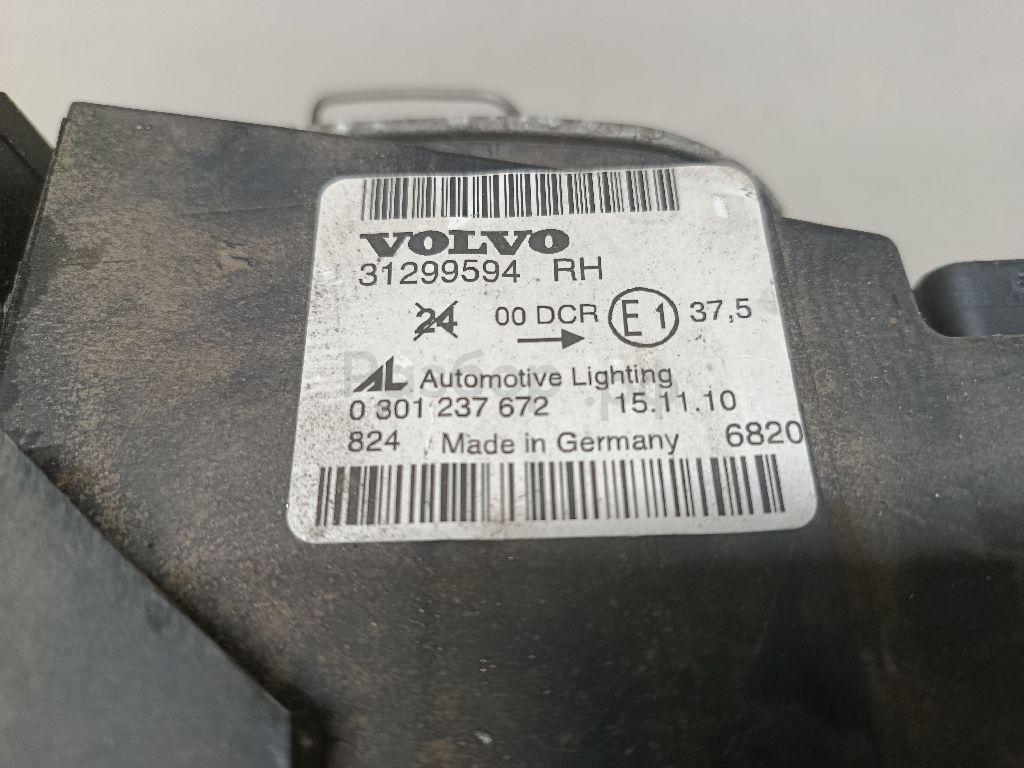 VOLVO
31299594 RH
24 00 DCR E1 37,5
AL Automotive Lighting
0 301 237 672 15.11.10
824 Made in Germany 6820